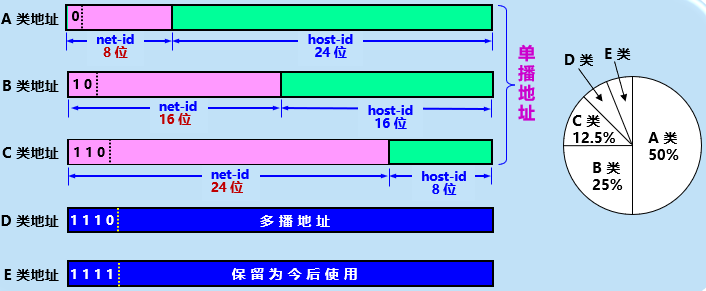 A 类地址
0
net-id
8 位
host-id
24 位
B 类地址
1 0
net-id
16 位
host-id
16 位
C 类地址
1 1 0
net-id
24 位
host-id
8 位
D 类地址
1 1 1 0
多 播 地 址
E 类地址
1 1 1 1
保 留 为 今 后 使 用
单播地址
D 类
E 类
C 类
12.5%
A 类
50%
B 类
25%